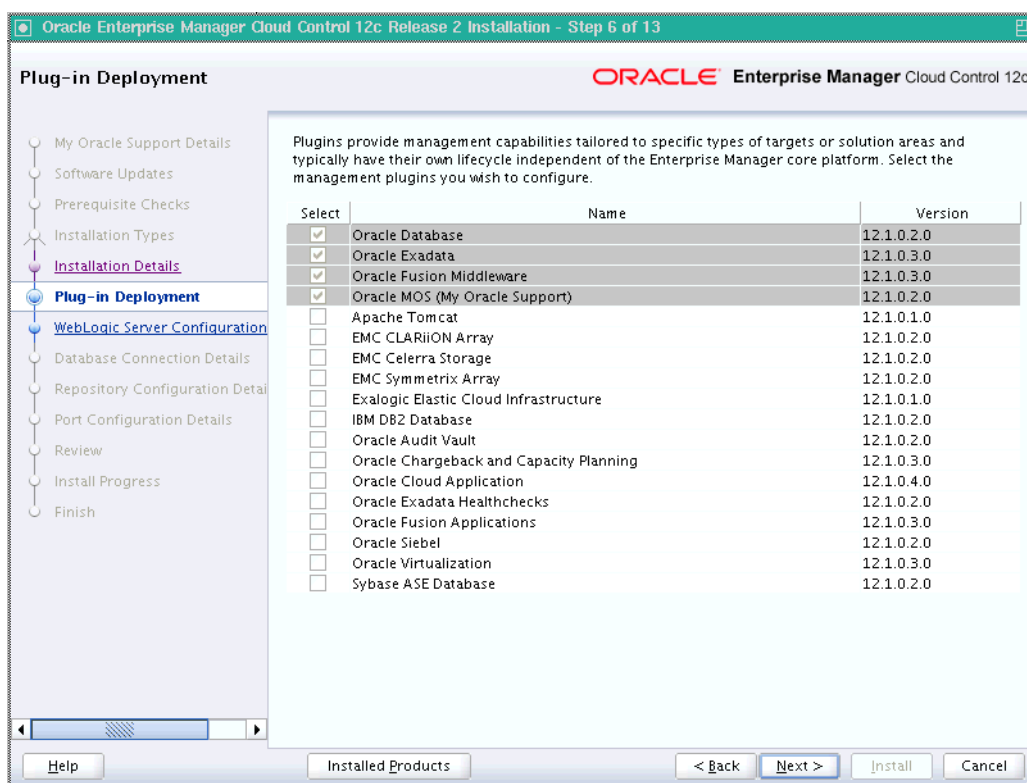 Oracle Enterprise Manager Cloud Control 12c Release 2 Installation - Step 6 of 13
Plug-in Deployment
ORACLE Enterprise Manager Cloud Control 12c
My Oracle Support Details
Software Updates
Prerequisite Checks
Installation Types
Installation Details
Plug-in Deployment
WebLogic Server Configuration
Database Connection Details
Repository Configuration Detai
Port Configuration Details
Review
Install Progress
Finish
Plugins provide management capabilities tailored to specific types of targets or solution areas and
typically have their own lifecycle independent of the Enterprise Manager core platform. Select the
management plugins you wish to configure.
Select Name Version
Oracle Database 12.1.0.2.0
Oracle Exadata 12.1.0.3.0
Oracle Fusion Middleware 12.1.0.3.0
Oracle MOS (My Oracle Support) 12.1.0.2.0
Apache Tomcat 12.1.0.1.0
EMC CLARiiON Array 12.1.0.2.0
EMC Celerra Storage 12.1.0.2.0
EMC Symmetrix Array 12.1.0.2.0
Exalogic Elastic Cloud Infrastructure 12.1.0.1.0
IBM DB2 Database 12.1.0.2.0
Oracle Audit Vault 12.1.0.2.0
Oracle Chargeback and Capacity Planning 12.1.0.3.0
Oracle Cloud Application 12.1.0.4.0
Oracle Exadata Healthchecks 12.1.0.2.0
Oracle Fusion Applications 12.1.0.3.0
Oracle Siebel 12.1.0.2.0
Oracle Virtualization 12.1.0.3.0
Sybase ASE Database 12.1.0.2.0
Help Installed Products < Back Next > Install Cancel